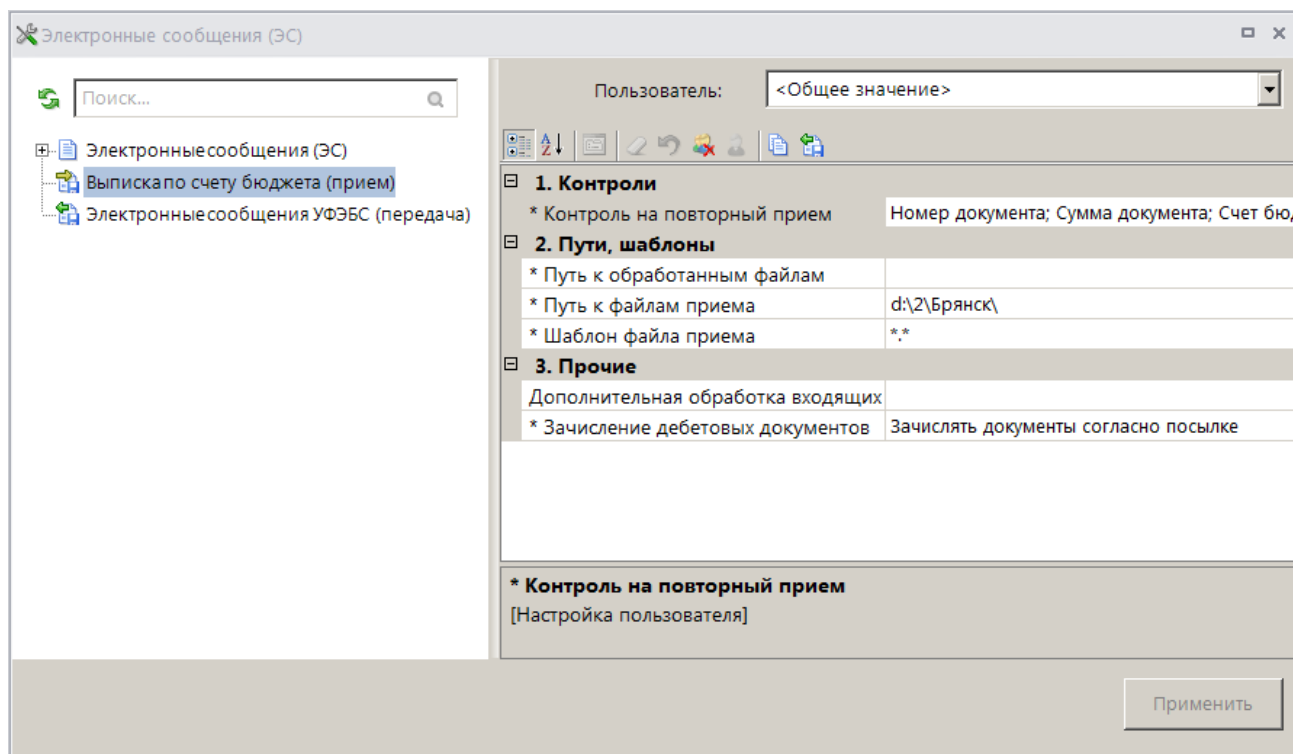 Электронные сообщения (ЭС)
Поиск...
Электронные сообщения (ЭС)
Выписка по счету бюджета (прием)
Электронные сообщения УФЭБС (передача)
Пользователь: <Общее значение>
1. Контроли
* Контроль на повторный прием Номер документа; Сумма документа; Счет бюд
2. Пути, шаблоны
* Путь к обработанным файлам
* Путь к файлам приема d:\2\Брянск\
* Шаблон файла приема *.*
3. Прочие
Дополнительная обработка входящих
* Зачисление дебетовых документов Зачислять документы согласно посылке
* Контроль на повторный прием
[Настройка пользователя]
Применить